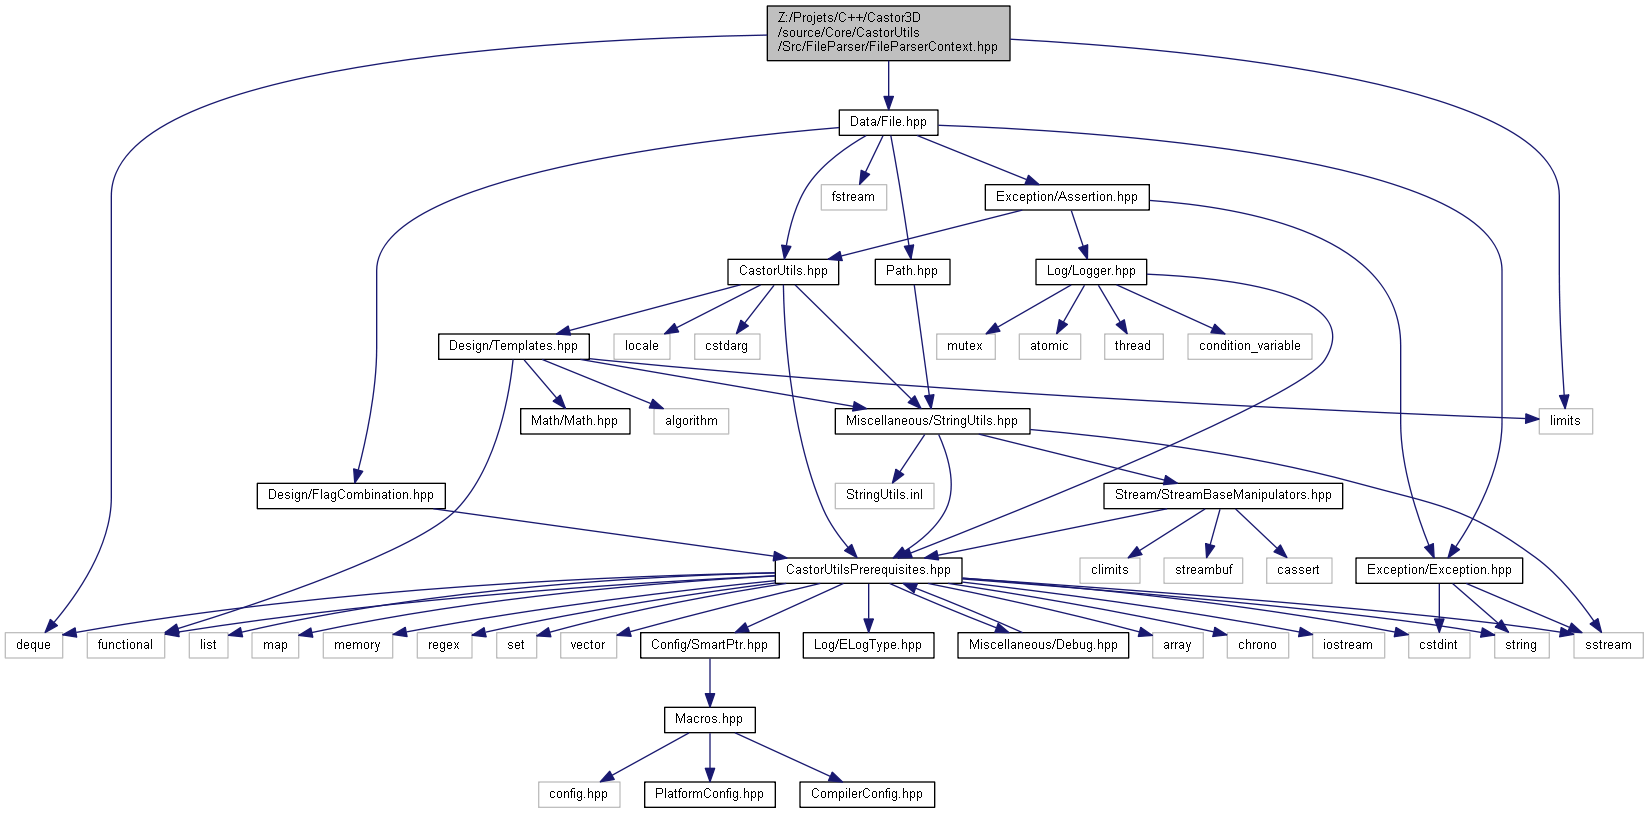 Z:/Projets/C++/Castor3D
/source/Core/CastorUtils
/Src/FileParser/FileParserContext.hpp
Data/File.hpp
fstream
Exception/Assertion.hpp
CastorUtils.hpp
Path.hpp
Log/Logger.hpp
Design/Templates.hpp
locale
cstdarg
mutex
atomic
thread
condition_variable
Math/Math.hpp
algorithm
Miscellaneous/StringUtils.hpp
limits
Design/FlagCombination.hpp
StringUtils.inl
Stream/StreamBaseManipulators.hpp
CastorUtilsPrerequisites.hpp
climits
streambuf
cassert
Exception/Exception.hpp
deque
functional
list
map
memory
regex
set
vector
Config/SmartPtr.hpp
Log/ELogType.hpp
Miscellaneous/Debug.hpp
array
chrono
iostream
cstdint
string
sstream
Macros.hpp
config.hpp
PlatformConfig.hpp
CompilerConfig.hpp